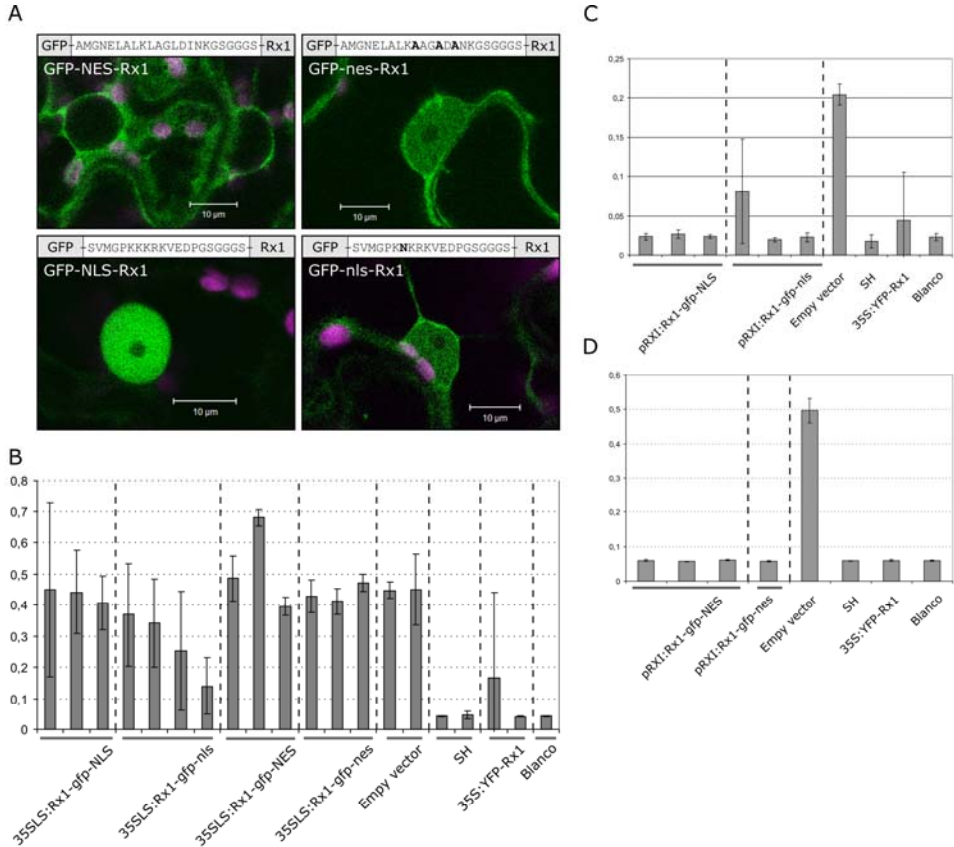 A
GFP -AMGNELALKLAGLDINKGSGGGS- Rx1
GFP-NES-Rx1
10 µm
GFP -AMGNELALKAAGADANKGSGGGS- Rx1
GFP-nes-Rx1
10 µm
GFP -SVMGPKKKRKVEDPGSGGGS- Rx1
GFP-NLS-Rx1
10 µm
GFP -SVMGPKNKRKVEDPGSGGGS- Rx1
GFP-nls-Rx1
10 µm
B
0,8
0,7
0,6
0,5
0,4
0,3
0,2
0,1
0
35SLS:Rx1-gfp-NLS
35SLS:Rx1-gfp-nls
35SLS:Rx1-gfp-NES
35SLS:Rx1-gfp-nes
Empy vector
SH
35S:YFP-Rx1
Blanco
C
0,25
0,2
0,15
0,1
0,05
0
pRXI:Rx1-gfp-NLS
pRXI:Rx1-gfp-nls
Empy vector
SH
35S:YFP-Rx1
Blanco
D
0,6
0,5
0,4
0,3
0,2
0,1
0
pRXI:Rx1-gfp-NES
pRXI:Rx1-gfp-nes
Empy vector
SH
35S:YFP-Rx1
Blanco